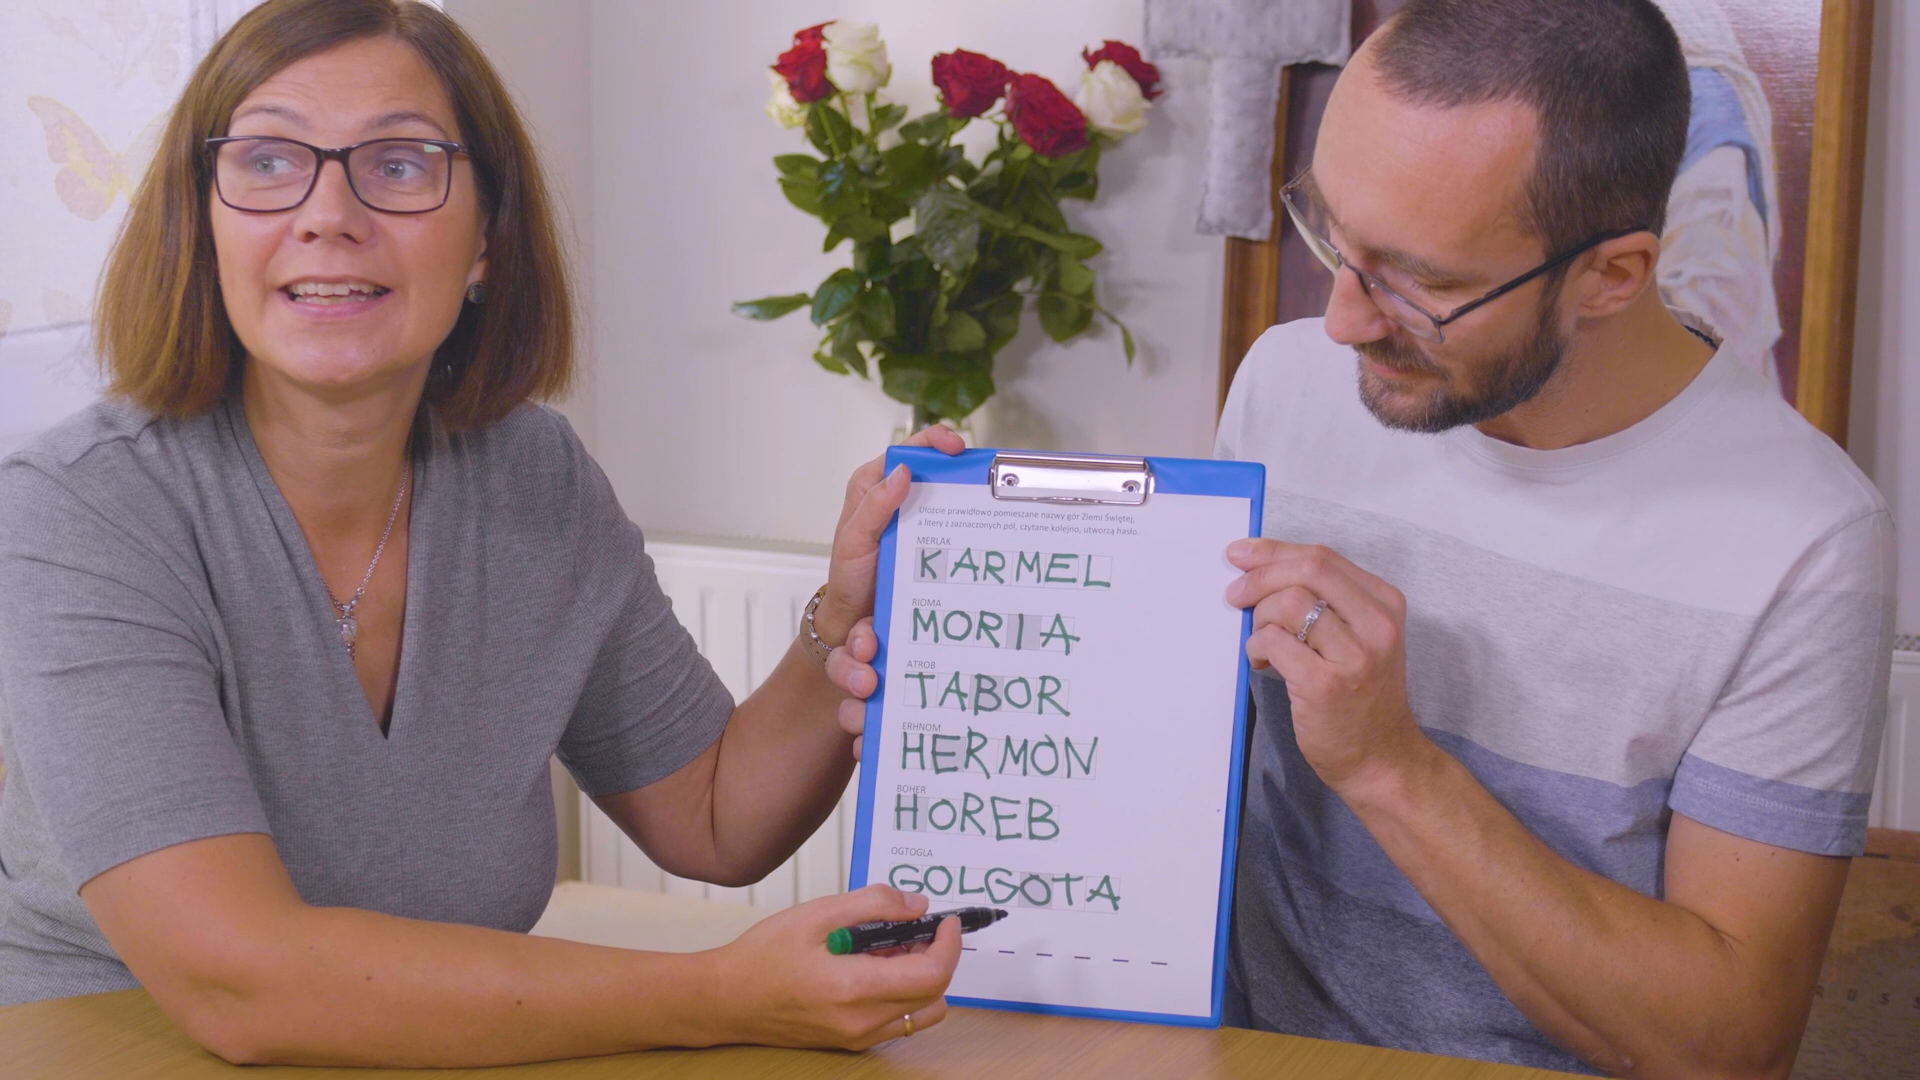 Ułóżcie prawidłowo pomieszane nazwy gór Ziemi Świętej,
a litery z zaznaczonych pól, czytane kolejno, utworzą hasło.
MERLAK
KARMEL
RIOMA
MORIA
ATROB
TABOR
ERHNOM
HERMON
BOHER
HOREB
OGTOGLA
GOLGOTA